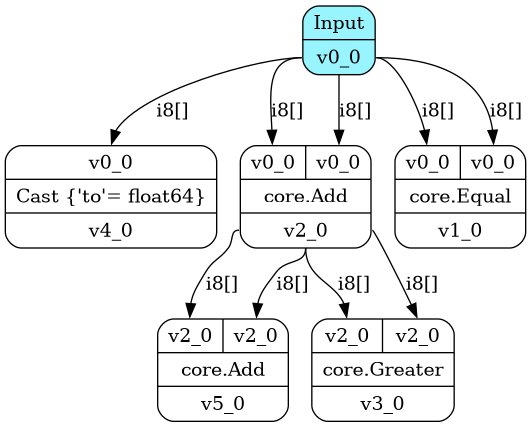 Input
v0_0
i8[]
i8[]
i8[]
i8[]
i8[]
v0_0
Cast {'to'= float64}
v4_0
v0_0 v0_0
core.Add
v2_0
v0_0 v0_0
core.Equal
v1_0
i8[]
i8[]
i8[]
i8[]
v2_0 v2_0
core.Add
v5_0
v2_0 v2_0
core.Greater
v3_0